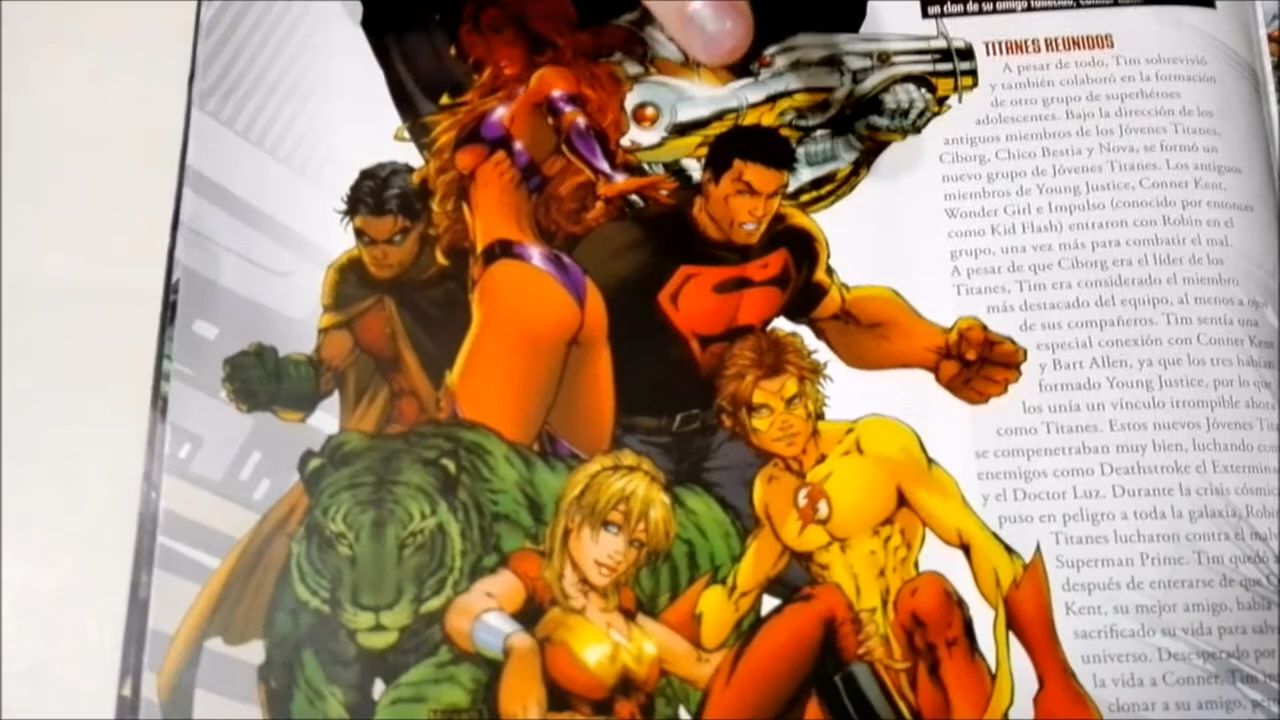 un clon de su amigo fallecido, Conner
TITANES REUNIDOS
A pesar de todo, Tim sobrevivió
y también colaboró en la formación
de otro grupo de superhéroes
adolescentes. Bajo la dirección de los
antiguos miembros de los Jóvenes Titanes,
Ciborg, Chico Bestia y Nova, se formó un
nuevo grupo de Jóvenes Titanes. Los antiguos
miembros de Young Justice, Conner Kent,
Wonder Girl e Impulso (conocido por entonces
como Kid Flash) entraron con Robin en el
grupo, una vez más para combatir el mal.
A pesar de que Ciborg era el líder de los
Titanes, Tim era considerado el miembro
más destacado del equipo, al menos a ojos
de sus compañeros. Tim sentía una
especial conexión con Conner Kent
y Bart Allen, ya que los tres habían
formado Young Justice, por lo que
los unía un vínculo irrompible ahora
como Titanes. Estos nuevos Jóvenes
se compenetraban muy bien, luchando con
enemigos como Deathstroke el Extermina
y el Doctor Luz. Durante la crisis cósmic
puso en peligro a toda la galaxia, Robin
Titanes lucharon contra el
Superman Prime. Tim quedó
después de enterarse de que
Kent, su mejor amigo, había
sacrificado su vida para salv
universo. Desesperado por
la vida a Conner, Tim
clonar a su amigo,